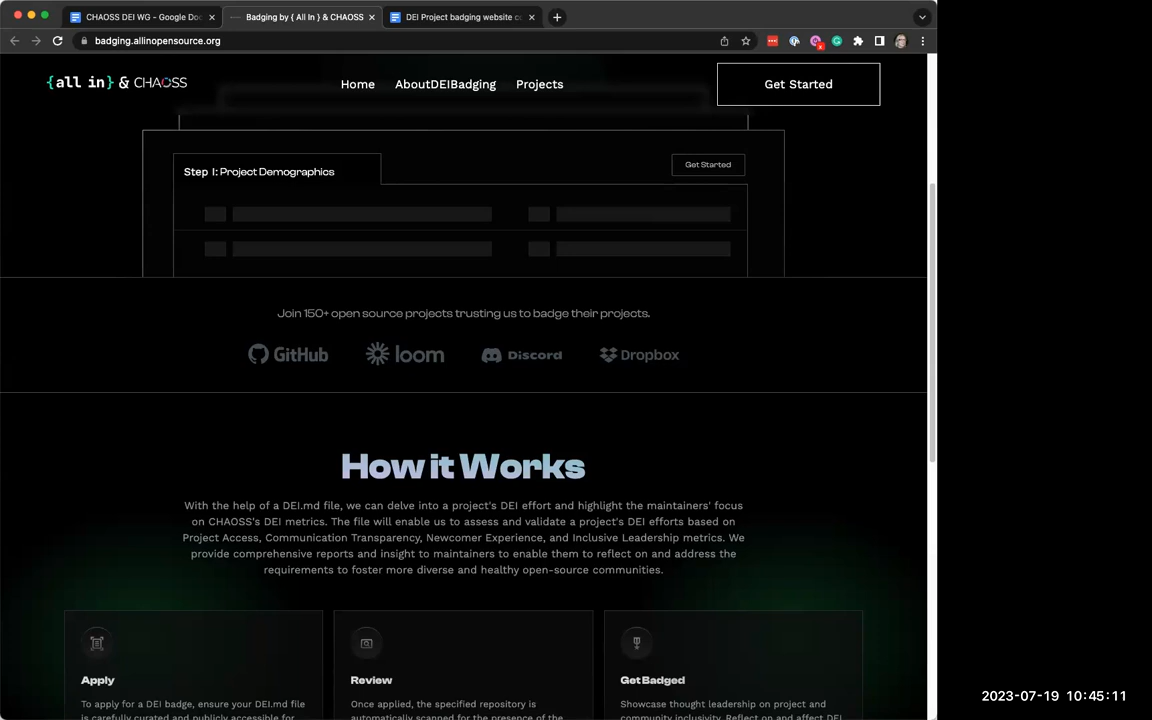 CHAOSS DEI WG - Google Doc
Badging by { All In } & CHAOSS
DEI Project badging website co
badging.allinopensource.org
{all in} & CHAOSS
Home
AboutDEIBadging
Projects
Get Started
Step 1: Project Demographics
Get Started
Join 150+ open source projects trusting us to badge their projects.
GitHub
loom
Discord
Dropbox
How it Works
With the help of a DEI.md file, we can delve into a project's DEI effort and highlight the maintainers' focus
on CHAOSS's DEI metrics. The file will enable us to assess and validate a project's DEI efforts based on
Project Access, Communication Transparency, Newcomer Experience, and Inclusive Leadership metrics. We
provide comprehensive reports and insight to maintainers to enable them to reflect on and address the
requirements to foster more diverse and healthy open-source communities.
Apply
To apply for a DEI badge, ensure your DEI.md file
is carefully curated and publicly accessible for
Review
Once applied, the specified repository is
automatically scanned for the presence of the
Get Badged
Showcase thought leadership on project and
community inclusivity. Reflect on and affect DEI
2023-07-19 10:45:11